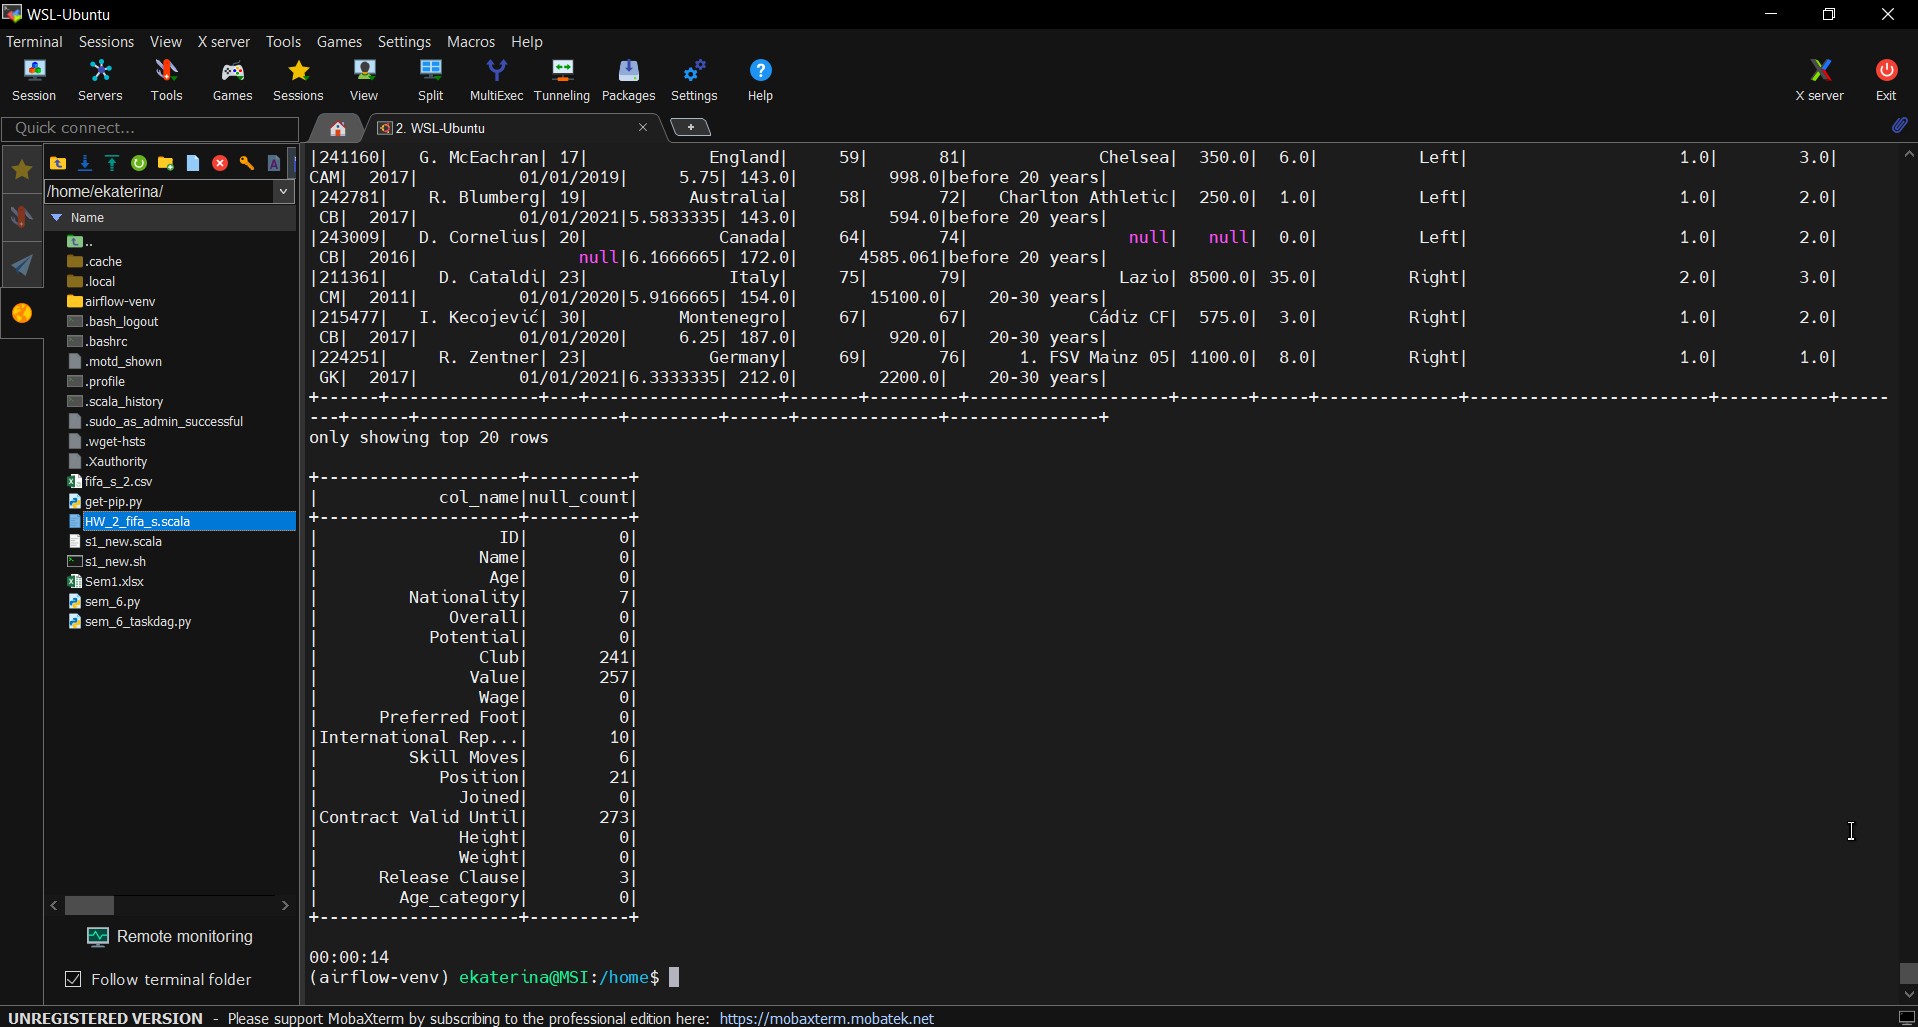 WSL-Ubuntu
Terminal Sessions View X server Tools Games Settings Macros Help
Session Servers Tools Games Sessions View Split MultiExec Tunneling Packages Settings Help X server Exit
Quick connect...
2. WSL-Ubuntu
/home/ekaterina/
Name
..
.cache
.local
airflow-venv
.bash_logout
.bashrc
.motd_shown
.profile
.scala_history
.sudo_as_admin_successful
.wget-hsts
.Xauthority
fifa_s_2.csv
get-pip.py
HW_2_fifa_s.scala
s1_new.scala
s1_new.sh
Sem1.xlsx
sem_6.py
sem_6_taskdag.py
Remote monitoring
Follow terminal folder
|241160|   G. McEachran| 17|            England|     59|       81|             Chelsea|  350.0|  6.0|          Left|                     1.0|        3.0|
CAM|  2017|          01/01/2019|     5.75| 143.0|         998.0|before 20 years|
|242781|    R. Blumberg| 19|          Australia|     58|       72|   Charlton Athletic|  250.0|  1.0|          Left|                     1.0|        2.0|
 CB|  2017|          01/01/2021|5.5833335| 143.0|         594.0|before 20 years|
|243009|   D. Cornelius| 20|             Canada|     64|       74|                null|   null|  0.0|          Left|                     1.0|        2.0|
 CB|  2016|                null|6.1666665| 172.0|      4585.061|before 20 years|
|211361|     D. Cataldi| 23|              Italy|     75|       79|               Lazio| 8500.0| 35.0|         Right|                     2.0|        3.0|
 CM|  2011|          01/01/2020|5.9166665| 154.0|       15100.0|    20-30 years|
|215477|   I. Kecojević| 30|         Montenegro|     67|       67|            Cádiz CF|  575.0|  3.0|         Right|                     1.0|        2.0|
 CB|  2017|          01/01/2020|     6.25| 187.0|         920.0|    20-30 years|
|224251|     R. Zentner| 23|            Germany|     69|       76|     1. FSV Mainz 05| 1100.0|  8.0|         Right|                     1.0|        1.0|
 GK|  2017|          01/01/2021|6.3333335| 212.0|        2200.0|    20-30 years|
+------+---------------+---+-------------------+-------+---------+--------------------+-------+-----+--------------+------------------------+-----------+-----
---+------+--------------------+---------+------+--------------+---------------+
only showing top 20 rows
+--------------------+----------+
|            col_name|null_count|
+--------------------+----------+
|                  ID|         0|
|                Name|         0|
|                 Age|         0|
|         Nationality|         7|
|             Overall|         0|
|           Potential|         0|
|                Club|       241|
|               Value|       257|
|                Wage|         0|
|      Preferred Foot|         0|
|International Rep...|        10|
|         Skill Moves|         6|
|            Position|        21|
|              Joined|         0|
|Contract Valid Until|       273|
|              Height|         0|
|              Weight|         0|
|      Release Clause|         3|
|        Age_category|         0|
+--------------------+----------+
00:00:14
(airflow-venv) ekaterina@MSI:/home$
UNREGISTERED VERSION - Please support MobaXterm by subscribing to the professional edition here: https://mobaxterm.mobatek.net